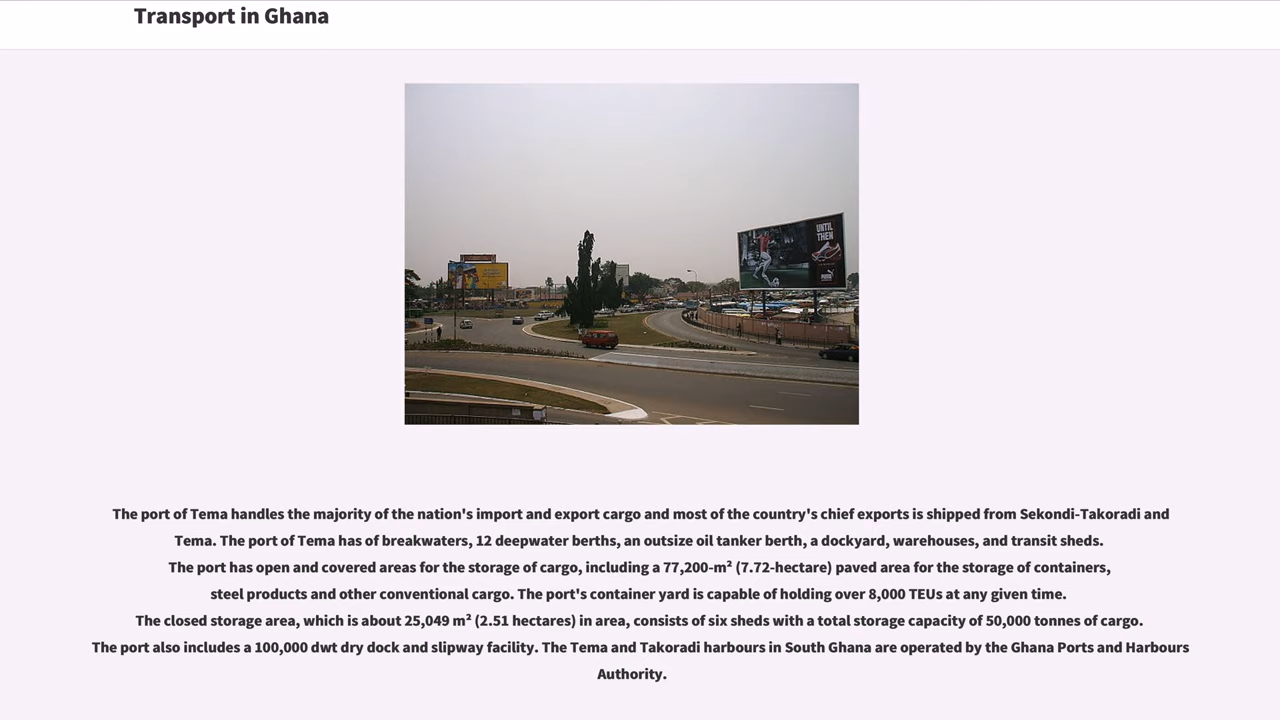 Transport in Ghana
UNTIL
THEN
PUMA
The port of Tema handles the majority of the nation's import and export cargo and most of the country's chief exports is shipped from Sekondi-Takoradi and
Tema. The port of Tema has of breakwaters, 12 deepwater berths, an outsize oil tanker berth, a dockyard, warehouses, and transit sheds.
The port has open and covered areas for the storage of cargo, including a 77,200-m² (7.72-hectare) paved area for the storage of containers,
steel products and other conventional cargo. The port's container yard is capable of holding over 8,000 TEUs at any given time.
The closed storage area, which is about 25,049 m² (2.51 hectares) in area, consists of six sheds with a total storage capacity of 50,000 tonnes of cargo.
The port also includes a 100,000 dwt dry dock and slipway facility. The Tema and Takoradi harbours in South Ghana are operated by the Ghana Ports and Harbours
Authority.